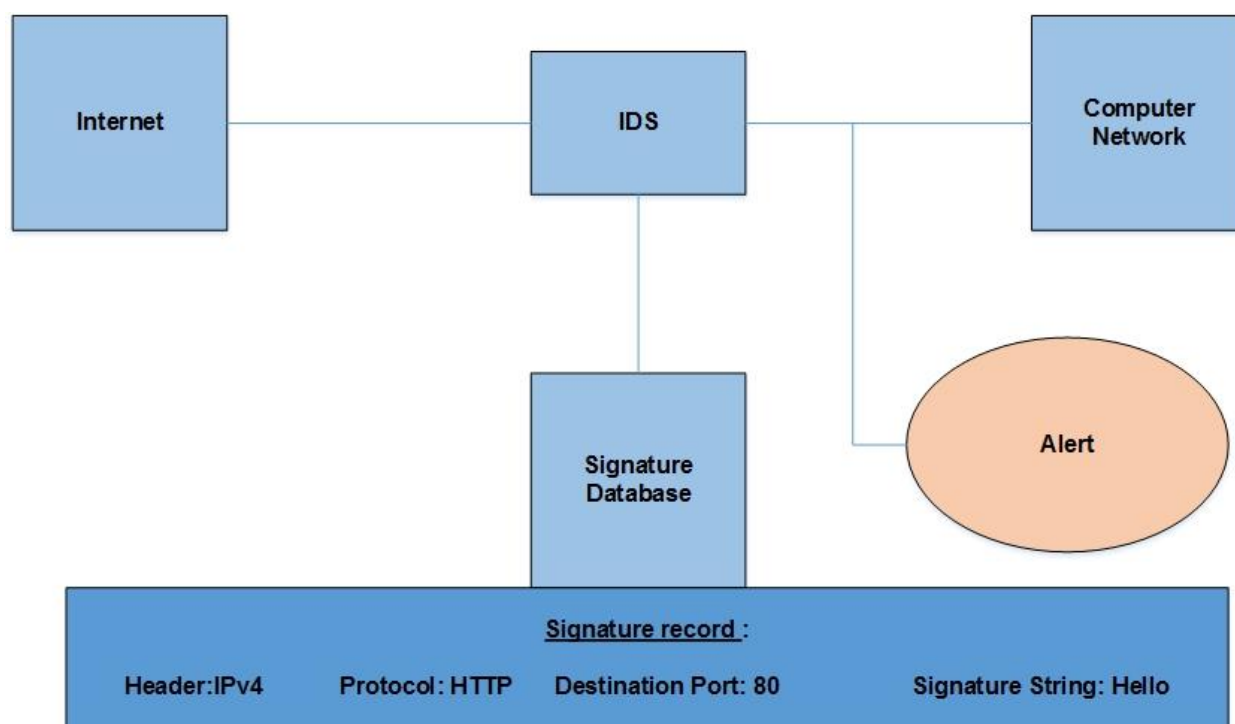 Internet
IDS
Computer
Network
Signature
Database
Alert
Signature record :
Header:IPv4 Protocol: HTTP Destination Port: 80 Signature String: Hello